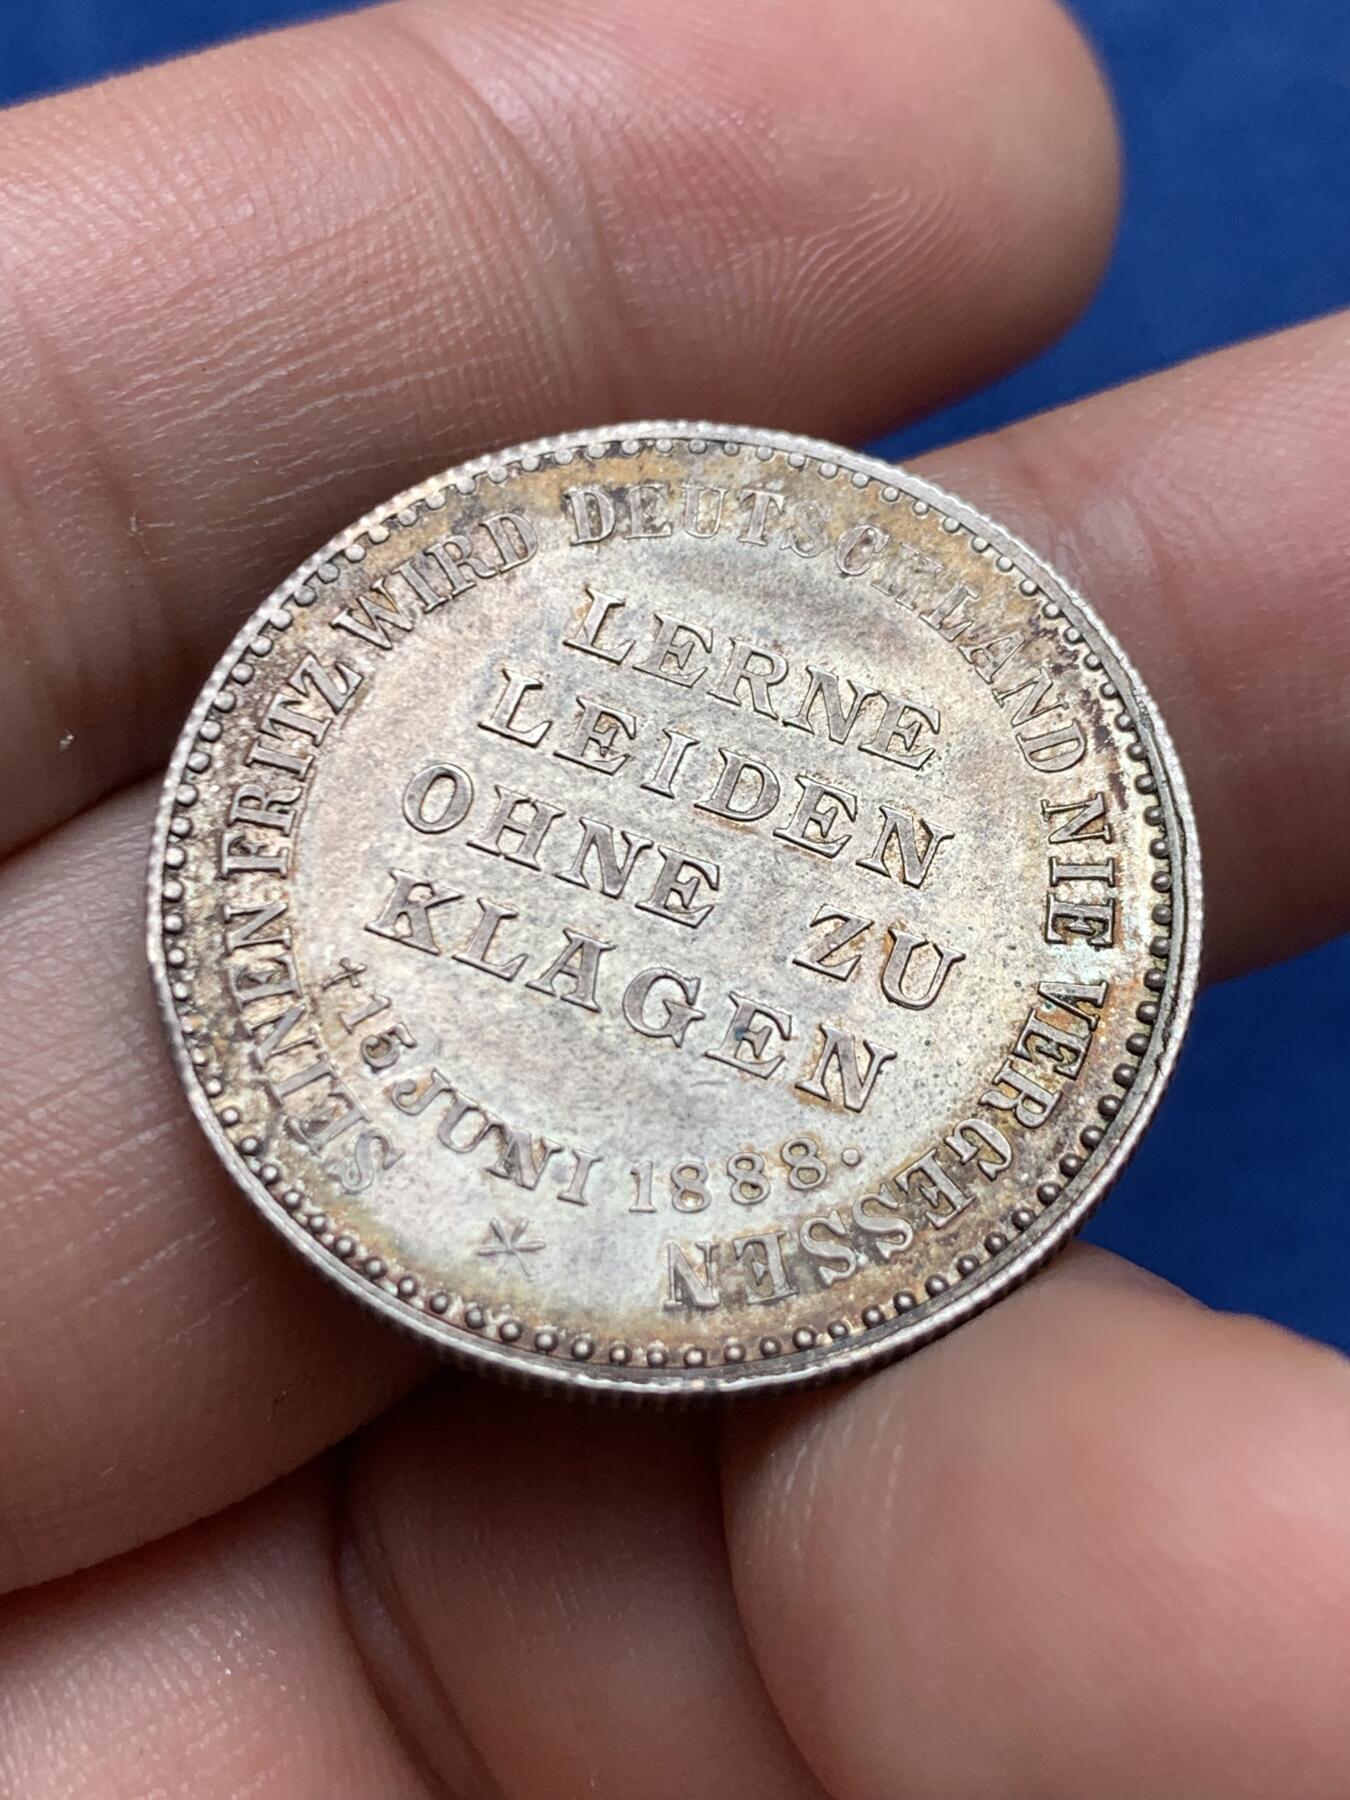 SEINEN FRITZ WIRD DEUTSCHLAND NIE VERGESSEN
LERNE
LEIDEN
OHNE ZU
KLAGEN
†15 JUNI 1888.